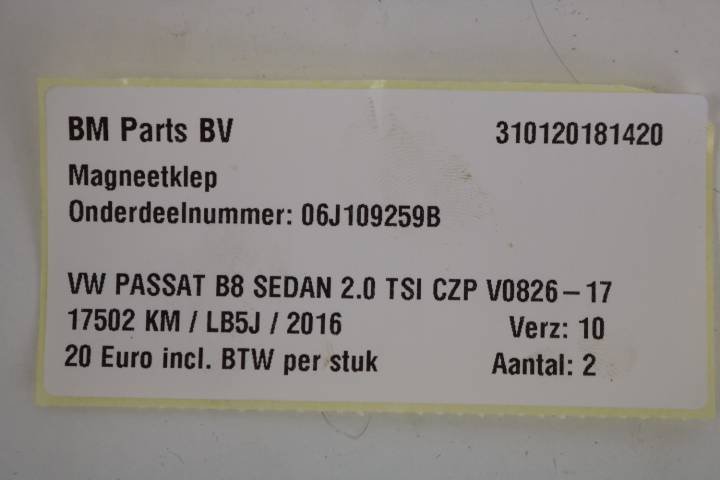 BM Parts BV 310120181420
Magneetklep
Onderdeelnummer: 06J109259B
VW PASSAT B8 SEDAN 2.0 TSI CZP V0826-17
17502 KM / LB5J / 2016 Verz: 10
20 Euro incl. BTW per stuk Aantal: 2